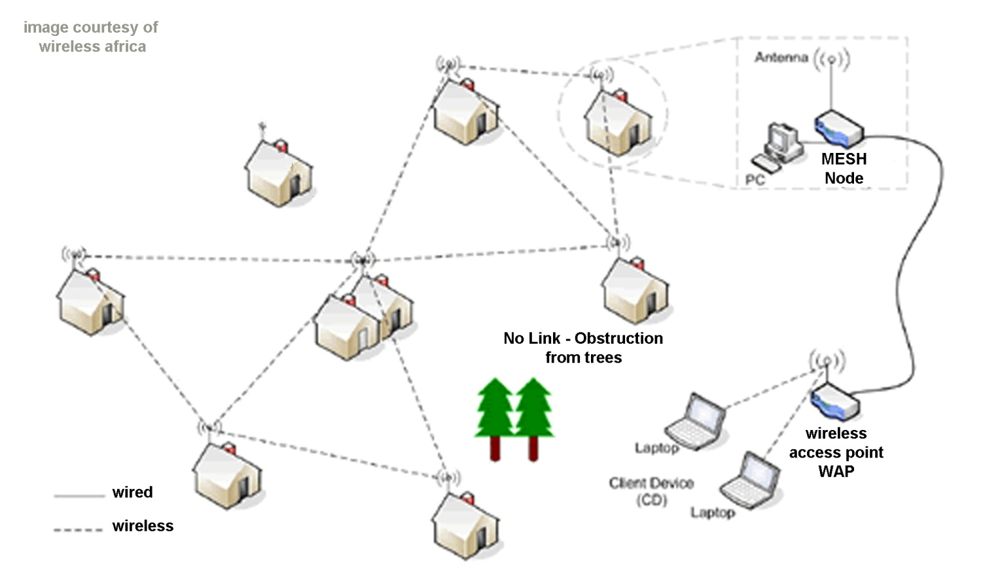 image courtesy of
wireless africa
Antenna
MESH
Node
PC
No Link - Obstruction
from trees
wireless
access point
WAP
Laptop
Client Device
(CD)
Laptop
wired
wireless